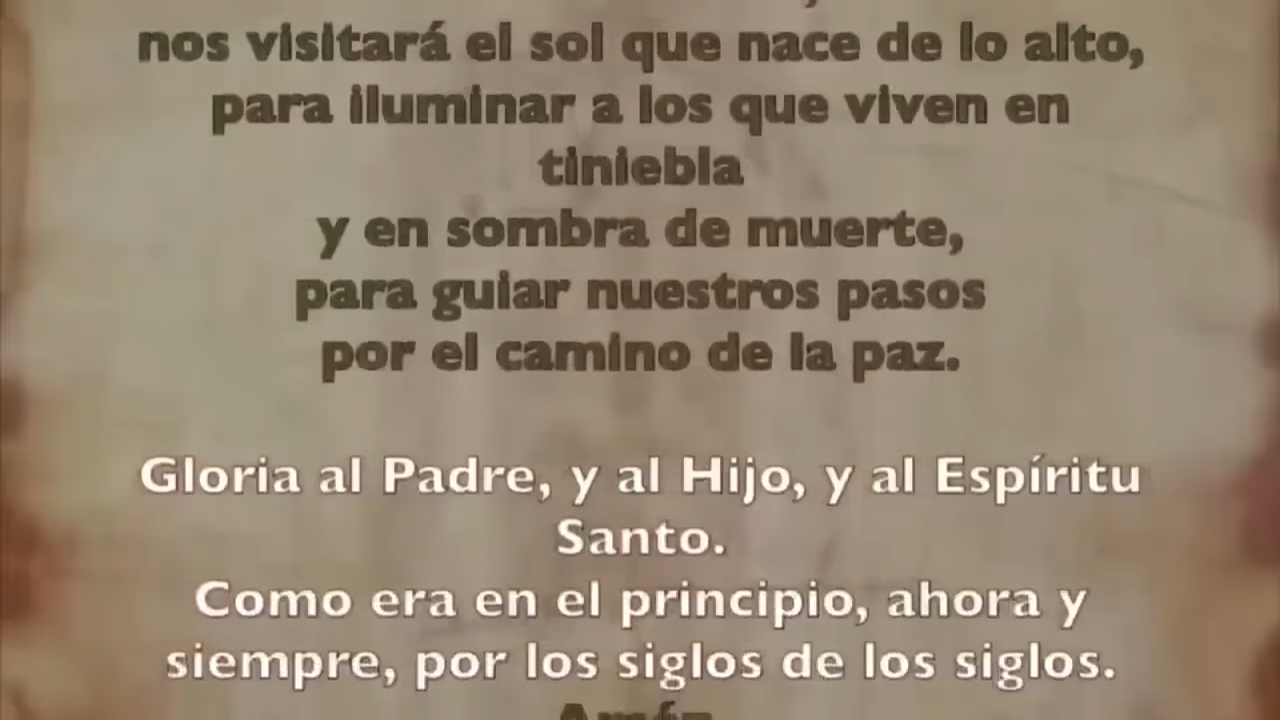 nos visitará el sol que nace de lo alto,
para iluminar a los que viven en
tiniebla
y en sombra de muerte,
para guiar nuestros pasos
por el camino de la paz.
Gloria al Padre, y al Hijo, y al Espíritu
Santo.
Como era en el principio, ahora y
siempre, por los siglos de los siglos.